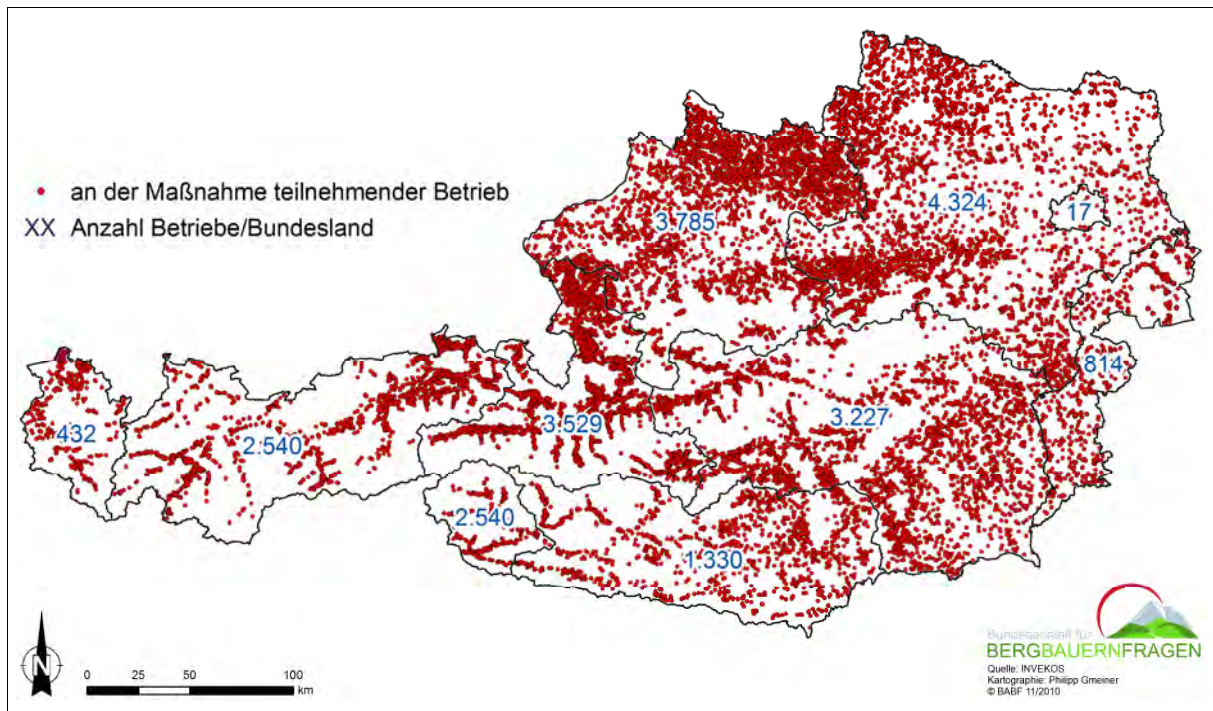 an der Maßnahme teilnehmender Betrieb
XX Anzahl Betriebe/Bundesland
4.324
17
3.785
814
432
2.540
3.529
3.227
2.540
1.330
N
0 25 50 100
km
Bundesanstalt für
BERGBAUERNFRAGEN
Quelle: INVEKOS
Kartographie: Philipp Gmeiner
© BABF 11/2010